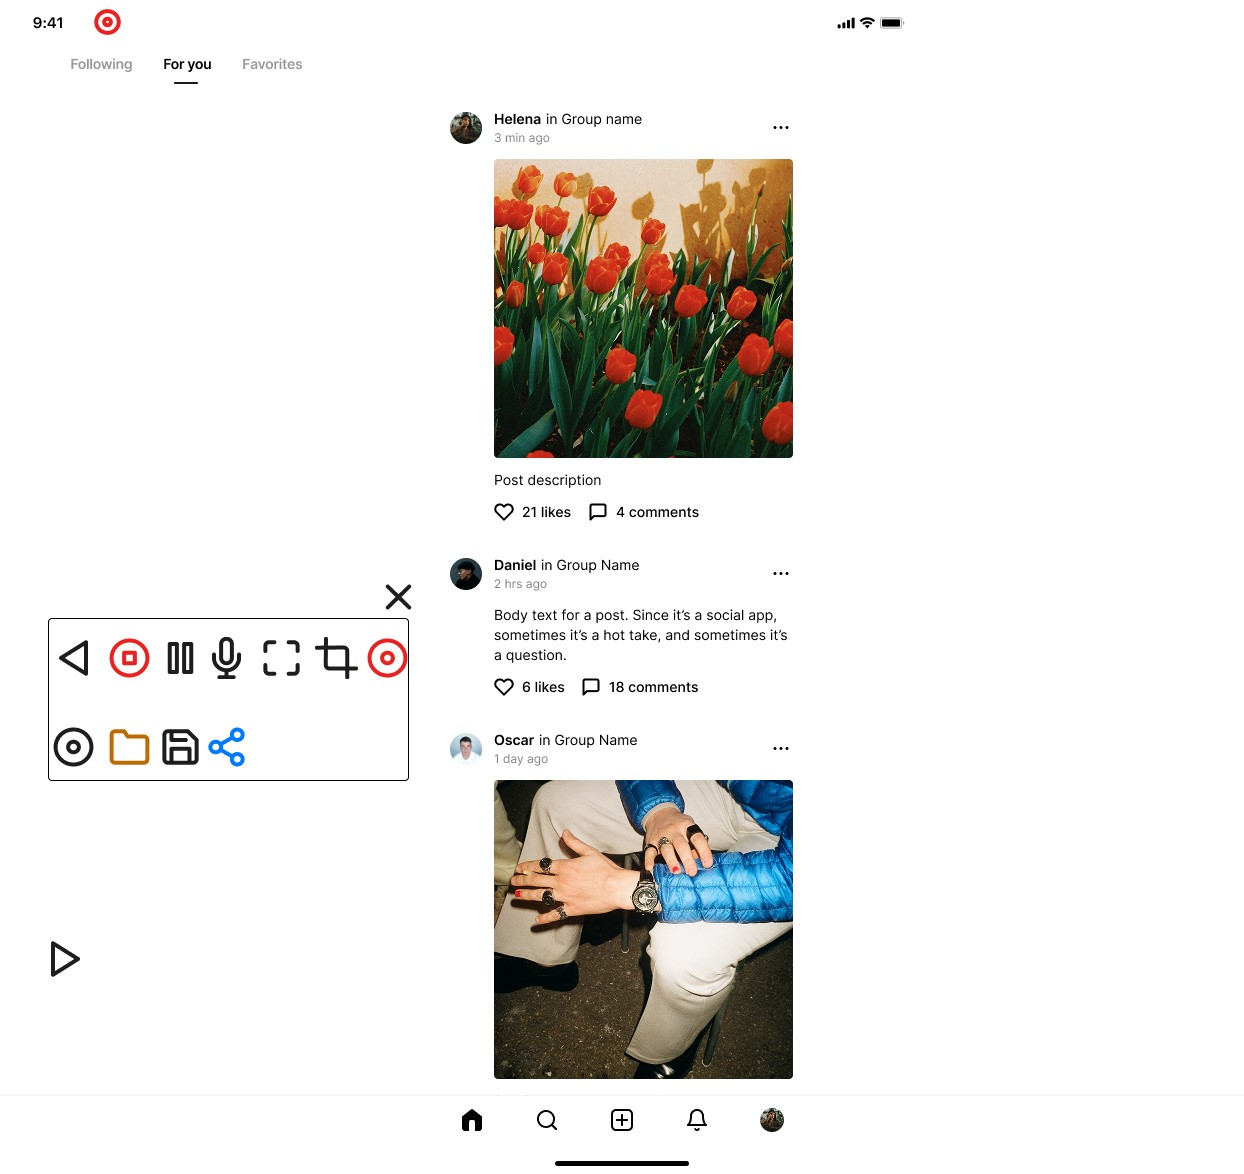 9:41
Following For you Favorites
Helena in Group name
3 min ago
Post description
21 likes 4 comments
Daniel in Group Name
2 hrs ago
Body text for a post. Since it’s a social app,
sometimes it’s a hot take, and sometimes it’s
a question.
6 likes 18 comments
Oscar in Group Name
1 day ago